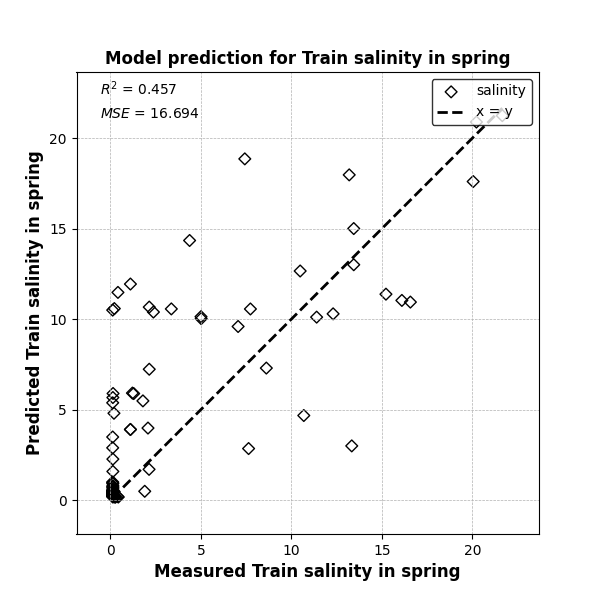 Model prediction for Train salinity in spring
R² = 0.457
MSE = 16.694
salinity
x = y
Predicted Train salinity in spring
20
15
10
5
0
0 5 10 15 20
Measured Train salinity in spring